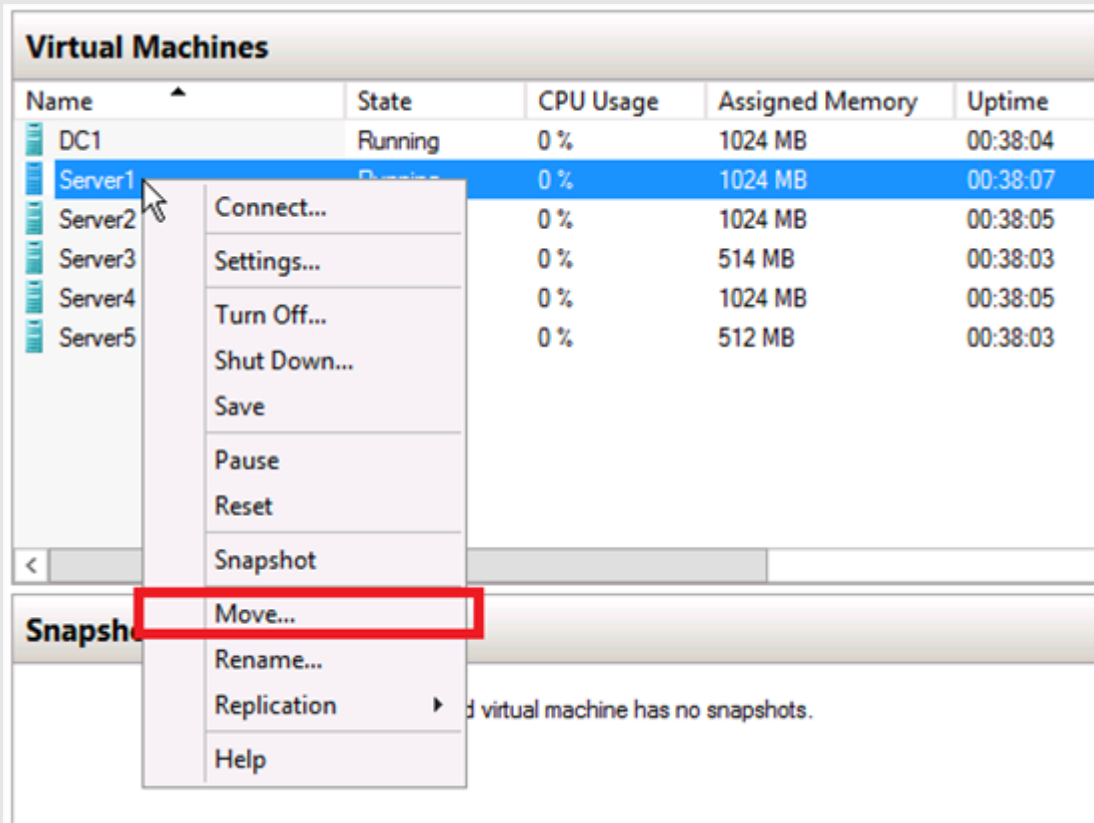 Virtual Machines
Name State CPU Usage Assigned Memory Uptime
DC1 Running 0 % 1024 MB 00:38:04
Server1 Running 0 % 1024 MB 00:38:07
Server2 0 % 1024 MB 00:38:05
Server3 0 % 514 MB 00:38:03
Server4 0 % 1024 MB 00:38:05
Server5 0 % 512 MB 00:38:03
Connect...
Settings...
Turn Off...
Shut Down...
Save
Pause
Reset
Snapshot
Move...
Rename...
Replication
Help
Snapsh
virtual machine has no snapshots.